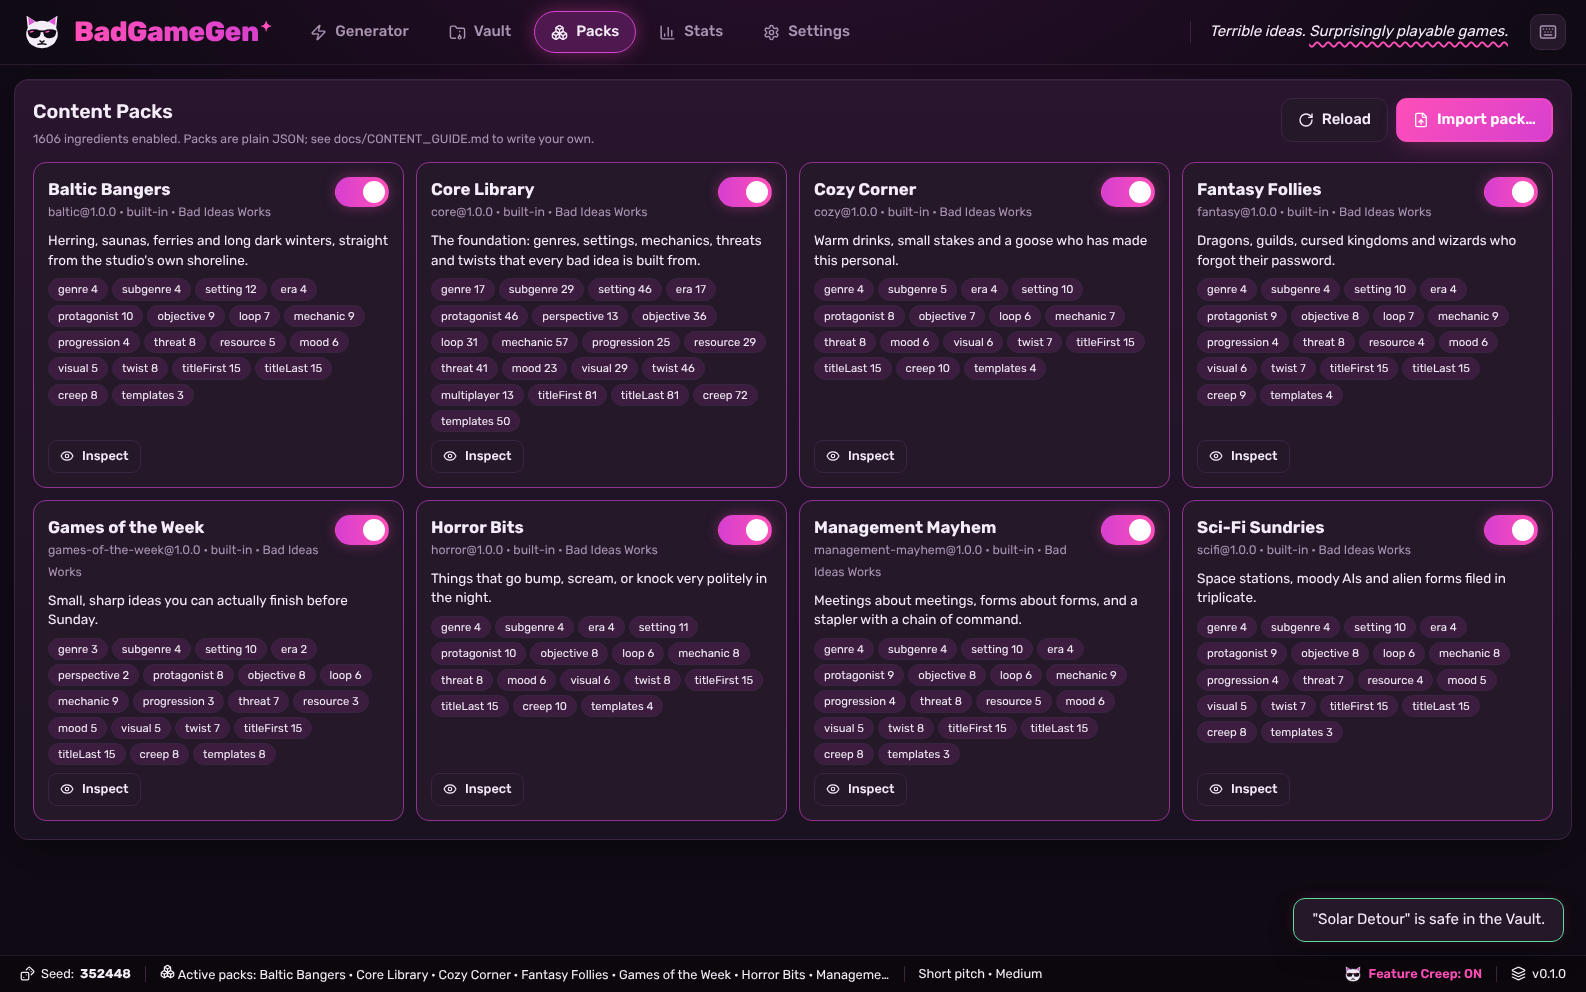 BadGameGen
Generator
Vault
Packs
Stats
Settings
Terrible ideas. Surprisingly playable games.
Content Packs
1606 ingredients enabled. Packs are plain JSON; see docs/CONTENT_GUIDE.md to write your own.
Reload
Import pack...
Baltic Bangers
baltic@1.0.0 • built-in • Bad Ideas Works
Herring, saunas, ferries and long dark winters, straight
from the studio's own shoreline.
genre 4 subgenre 4 setting 12 era 4
protagonist 10 objective 9 loop 7 mechanic 9
progression 4 threat 8 resource 5 mood 6
visual 5 twist 8 titleFirst 15 titleLast 15
creep 8 templates 3
Inspect
Core Library
core@1.0.0 • built-in • Bad Ideas Works
The foundation: genres, settings, mechanics, threats
and twists that every bad idea is built from.
genre 17 subgenre 29 setting 46 era 17
protagonist 46 perspective 13 objective 36
loop 31 mechanic 57 progression 25 resource 29
threat 41 mood 23 visual 29 twist 46
multiplayer 13 titleFirst 81 titleLast 81 creep 72
templates 50
Inspect
Cozy Corner
cozy@1.0.0 • built-in • Bad Ideas Works
Warm drinks, small stakes and a goose who has made
this personal.
genre 4 subgenre 5 era 4 setting 10
protagonist 8 objective 7 loop 6 mechanic 7
threat 8 mood 6 visual 6 twist 7 titleFirst 15
titleLast 15 creep 10 templates 4
Inspect
Fantasy Follies
fantasy@1.0.0 • built-in • Bad Ideas Works
Dragons, guilds, cursed kingdoms and wizards who
forgot their password.
genre 4 subgenre 4 setting 10 era 4
protagonist 9 objective 8 loop 7 mechanic 9
progression 4 threat 8 resource 4 mood 6
visual 6 twist 7 titleFirst 15 titleLast 15
creep 9 templates 4
Inspect
Games of the Week
games-of-the-week@1.0.0 • built-in • Bad Ideas
Works
Small, sharp ideas you can actually finish before
Sunday.
genre 3 subgenre 4 setting 10 era 2
perspective 2 protagonist 8 objective 8 loop 6
mechanic 9 progression 3 threat 7 resource 3
mood 5 visual 5 twist 7 titleFirst 15
titleLast 15 creep 8 templates 8
Inspect
Horror Bits
horror@1.0.0 • built-in • Bad Ideas Works
Things that go bump, scream, or knock very politely in
the night.
genre 4 subgenre 4 era 4 setting 11
protagonist 10 objective 8 loop 6 mechanic 8
threat 8 mood 6 visual 6 twist 8 titleFirst 15
titleLast 15 creep 10 templates 4
Inspect
Management Mayhem
management-mayhem@1.0.0 • built-in • Bad
Ideas Works
Meetings about meetings, forms about forms, and a
stapler with a chain of command.
genre 4 subgenre 4 setting 10 era 4
protagonist 9 objective 8 loop 6 mechanic 9
progression 4 threat 8 resource 5 mood 6
visual 5 twist 8 titleFirst 15 titleLast 15
creep 8 templates 3
Inspect
Sci-Fi Sundries
scifi@1.0.0 • built-in • Bad Ideas Works
Space stations, moody AIs and alien forms filed in
triplicate.
genre 4 subgenre 4 setting 10 era 4
protagonist 9 objective 8 loop 6 mechanic 8
progression 4 threat 7 resource 4 mood 5
visual 5 twist 7 titleFirst 15 titleLast 15
creep 8 templates 3
Inspect
"Solar Detour" is safe in the Vault.
Seed: 352448
Active packs: Baltic Bangers • Core Library • Cozy Corner • Fantasy Follies • Games of the Week • Horror Bits • Manageme...
Short pitch • Medium
Feature Creep: ON
v0.1.0